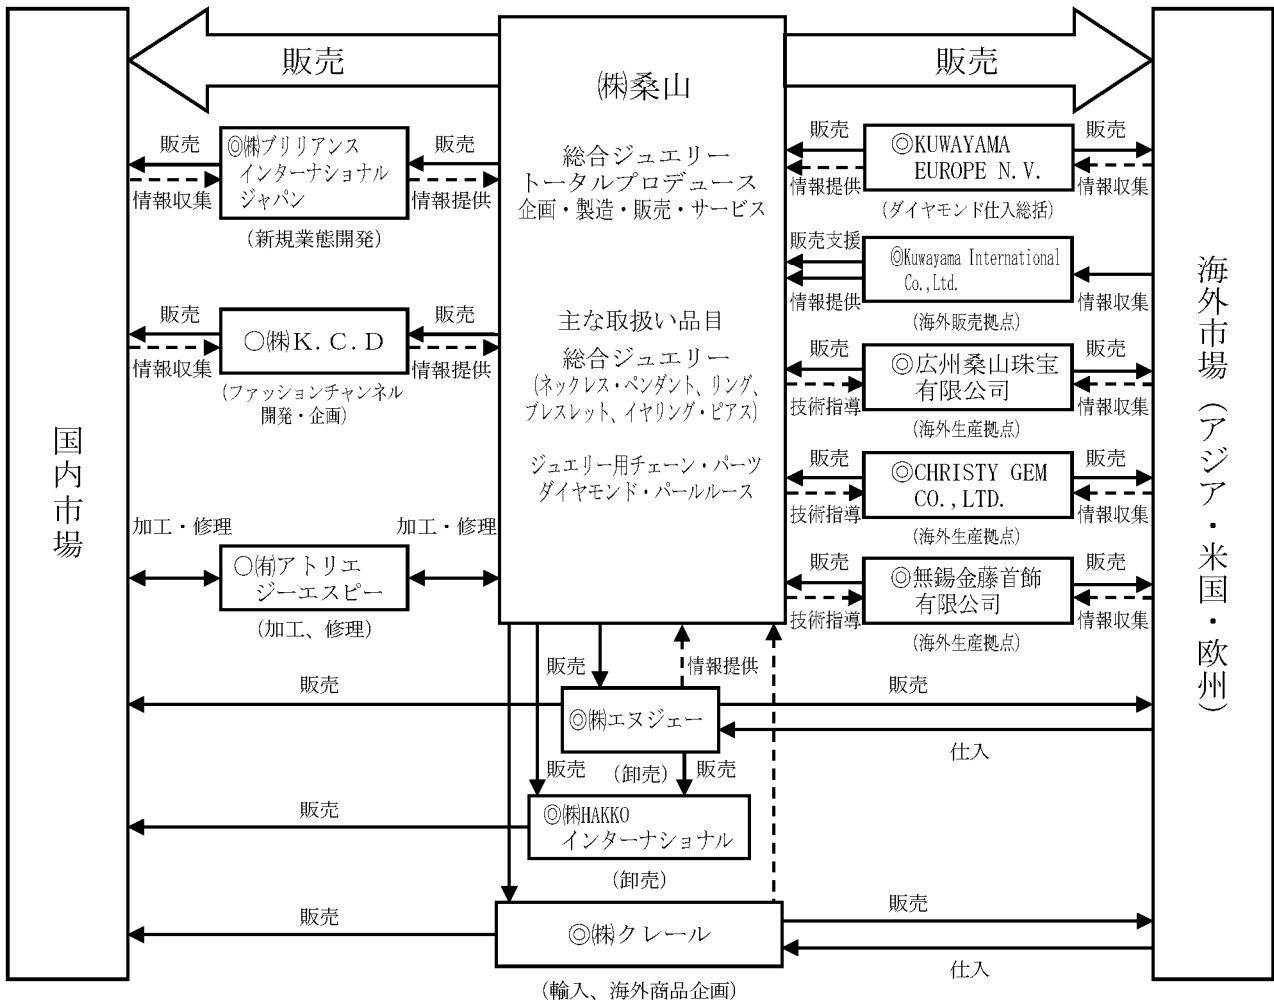 国内市場
販売
販売
◎㈱ブリリアンス
インターナショナル
ジャパン
販売
情報収集
販売
情報提供
(新規業態開発)
○㈱K.C.D
販売
情報収集
販売
情報提供
(ファッションチャンネル
開発・企画)
加工・修理
加工・修理
○㈲アトリエ
ジーエスピー
(加工、修理)
㈱桑山
総合ジュエリー
トータルプロデュース
企画・製造・販売・サービス
主な取扱い品目
総合ジュエリー
(ネックレス・ペンダント、リング、
ブレスレット、イヤリング・ピアス)
ジュエリー用チェーン・パーツ
ダイヤモンド・パールルース
販売
情報提供
◎KUWAYAMA
EUROPE N.V.
販売
情報収集
(ダイヤモンド仕入総括)
販売支援
情報提供
◎Kuwayama International
Co.,Ltd.
情報収集
(海外販売拠点)
販売
技術指導
◎広州桑山珠宝
有限公司
販売
情報収集
(海外生産拠点)
販売
技術指導
◎CHRISTY GEM
CO.,LTD.
販売
情報収集
(海外生産拠点)
販売
技術指導
◎無錫金藤首飾
有限公司
販売
情報収集
(海外生産拠点)
海外市場(アジア・米国・欧州)
販売
情報提供
販売
◎㈱エヌジェー
販売
仕入
販売
(卸売)
販売
販売
◎㈱HAKKO
インターナショナル
(卸売)
販売
◎㈱クレール
販売
仕入
(輸入、海外商品企画)